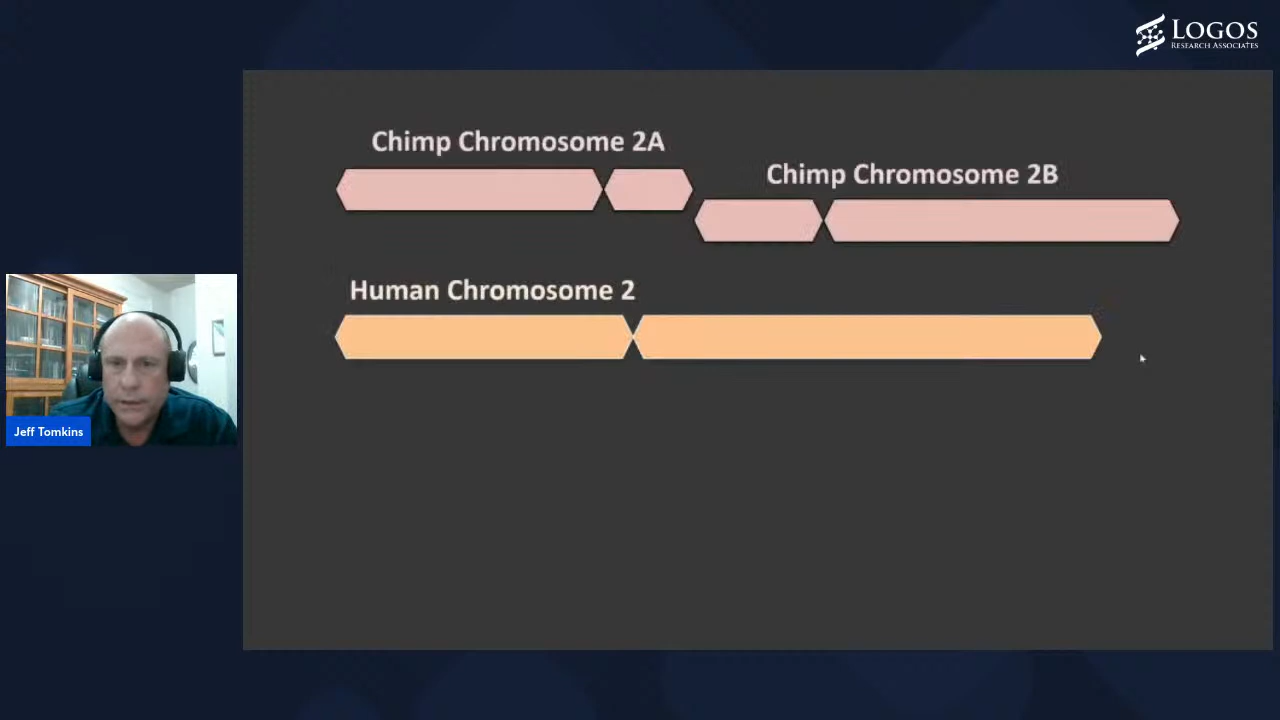 LOGOS
RESEARCH ASSOCIATES
Chimp Chromosome 2A
Chimp Chromosome 2B
Human Chromosome 2
Jeff Tomkins